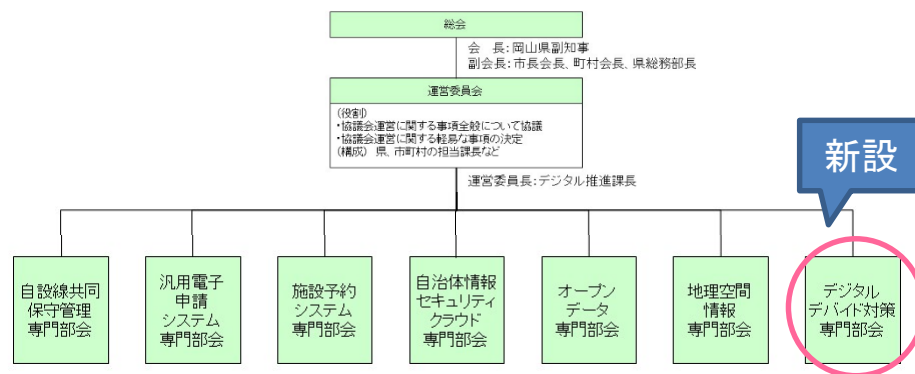 総会
会　長：岡山県副知事
副会長：市長会長、町村会長、県総務部長
運営委員会
（役割）
・協議会運営に関する事項全般について協議
・協議会運営に関する軽易な事項の決定
（構成）　県、市町村の担当課長など
運営委員長：デジタル推進課長
新設
自設線共同
保守管理
専門部会
汎用電子
申請
システム
専門部会
施設予約
システム
専門部会
自治体情報
セキュリティ
クラウド
専門部会
オープン
データ
専門部会
地理空間
情報
専門部会
デジタル
デバイド対策
専門部会